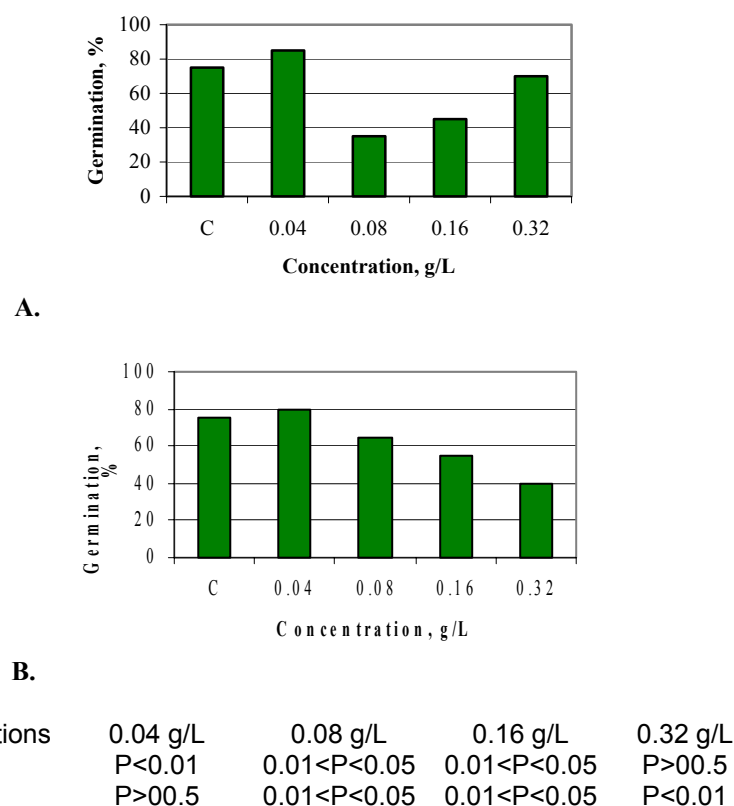 100
80
60
40
20
0
Germination, %
C 0.04 0.08 0.16 0.32
Concentration, g/L
A.
100
80
60
40
20
0
Germination,
%
C 0.04 0.08 0.16 0.32
Concentration, g/L
B.
tions 0.04 g/L 0.08 g/L 0.16 g/L 0.32 g/L
P<0.01 0.01<P<0.05 0.01<P<0.05 P>00.5
P>00.5 0.01<P<0.05 0.01<P<0.05 P<0.01